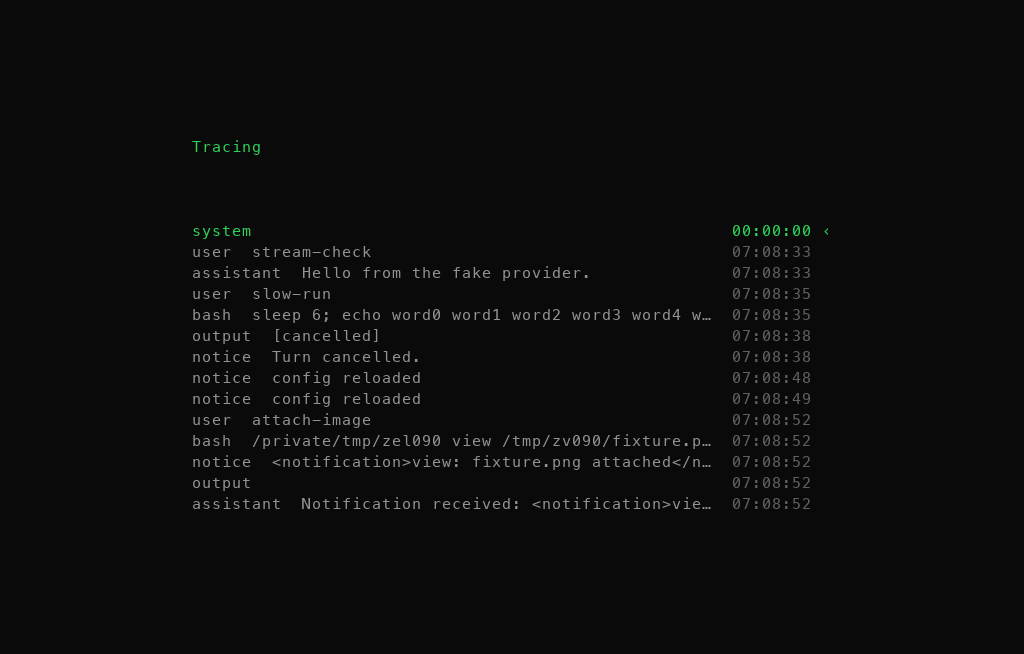 Tracing
system 00:00:00 ‹
user stream–check 07:08:33
assistant Hello from the fake provider. 07:08:33
user slow–run 07:08:35
bash sleep 6; echo word0 word1 word2 word3 word4 w… 07:08:35
output [cancelled] 07:08:38
notice Turn cancelled. 07:08:38
notice config reloaded 07:08:48
notice config reloaded 07:08:49
user attach–image 07:08:52
bash /private/tmp/zel090 view /tmp/zv090/fixture.p… 07:08:52
notice <notification>view: fixture.png attached</n… 07:08:52
output 07:08:52
assistant Notification received: <notification>vie… 07:08:52